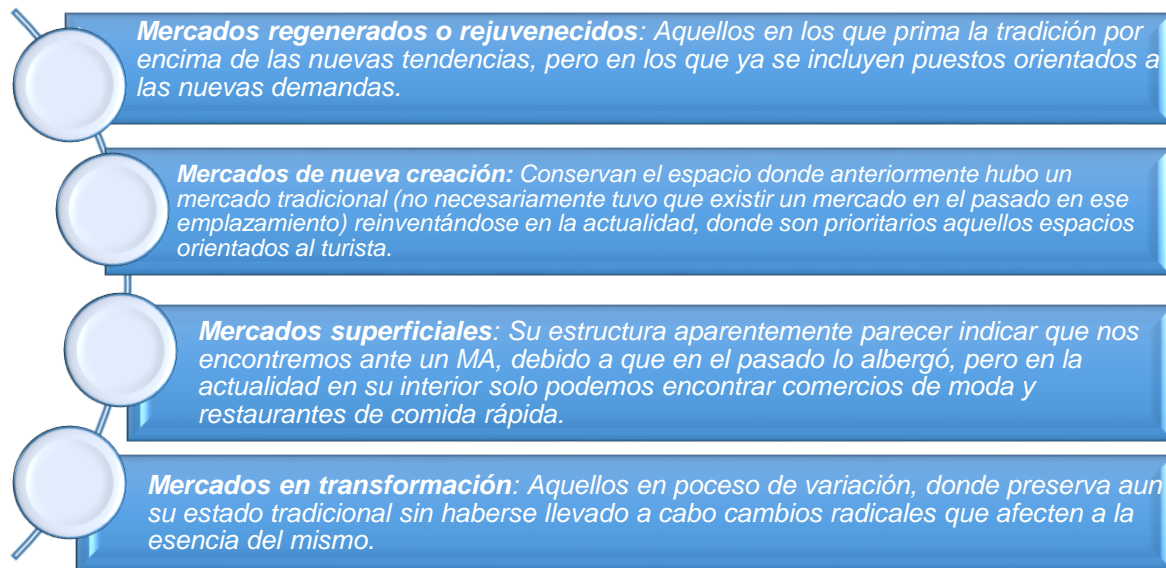 Mercados regenerados o rejuvenecidos: Aquellos en los que prima la tradición por
encima de las nuevas tendencias, pero en los que ya se incluyen puestos orientados a
las nuevas demandas.
Mercados de nueva creación: Conservan el espacio donde anteriormente hubo un
mercado tradicional (no necesariamente tuvo que existir un mercado en el pasado en ese
emplazamiento) reinventándose en la actualidad, donde son prioritarios aquellos espacios
orientados al turista.
Mercados superficiales: Su estructura aparentemente parecer indicar que nos
encontremos ante un MA, debido a que en el pasado lo albergó, pero en la
actualidad en su interior solo podemos encontrar comercios de moda y
restaurantes de comida rápida.
Mercados en transformación: Aquellos en poceso de variación, donde preserva aun
su estado tradicional sin haberse llevado a cabo cambios radicales que afecten a la
esencia del mismo.